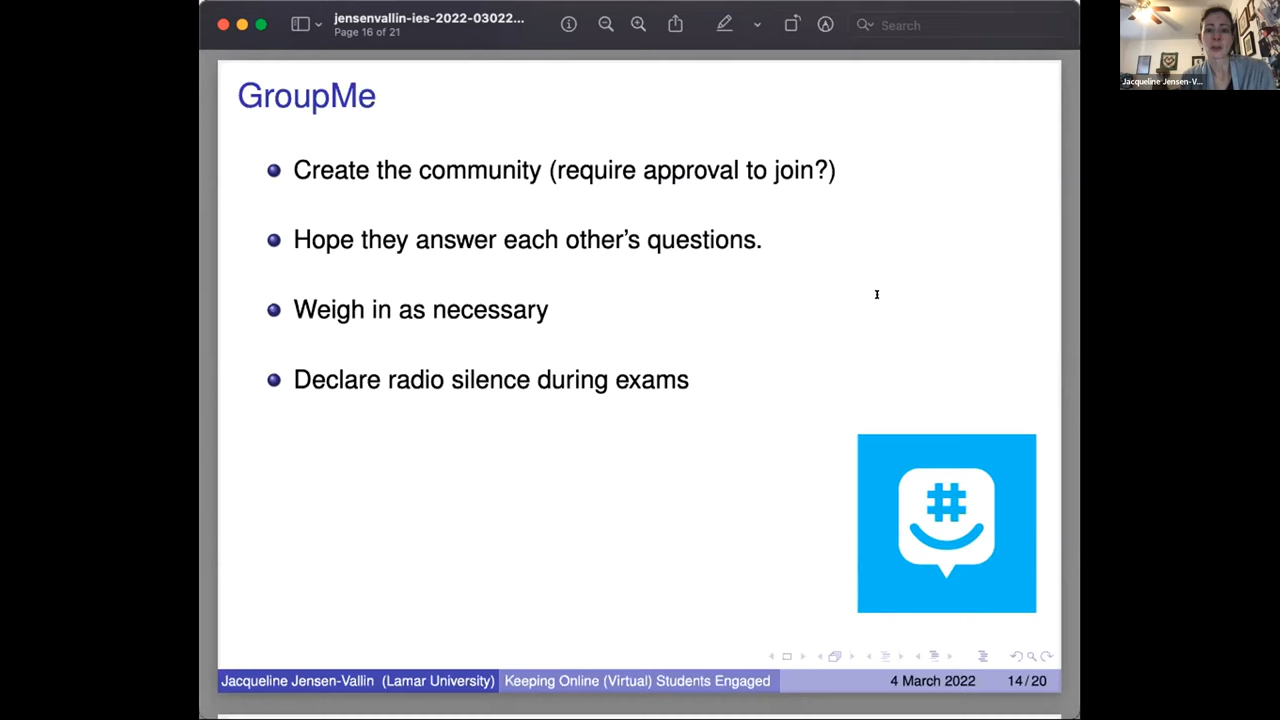 jensenvallin-ies-2022-03022...
Page 16 of 21
Search
Jacqueline Jensen-V...
GroupMe
Create the community (require approval to join?)
Hope they answer each other's questions.
Weigh in as necessary
Declare radio silence during exams
#
Jacqueline Jensen-Vallin (Lamar University)
Keeping Online (Virtual) Students Engaged
4 March 2022
14/20